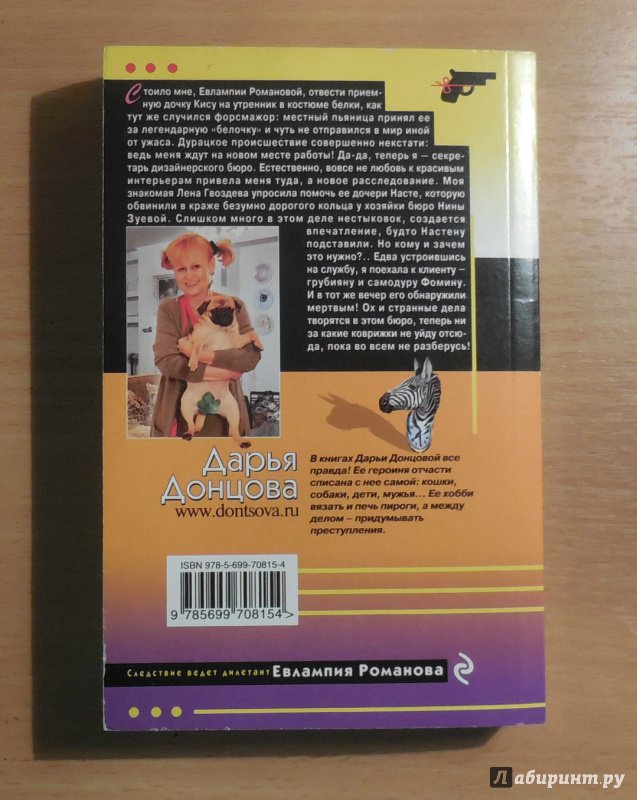 Стоило мне, Евлампии Романовой, отвести прием-
ную дочку Кису на утренник в костюме белки, как
тут же случился форсмажор: местный пьяница принял ее
за легендарную «белочку» и чуть не отправился в мир иной
от ужаса. Дурацкое происшествие совершенно некстати:
ведь меня ждут на новом месте работы! Да-да, теперь я – секре-
тарь дизайнерского бюро. Естественно, вовсе не любовь к красивым
интерьерам привела меня туда, а новое расследование. Моя
знакомая Лена Гвоздева упросила помочь ее дочери Насте, которую
обвинили в краже безумно дорогого кольца у хозяйки бюро Нины
Зуевой. Слишком много в этом деле нестыковок, создается
впечатление, будто Настену
подставили. Но кому и зачем
это нужно?.. Едва устроившись
на службу, я поехала к клиенту –
грубияну и самодуру Фомину.
И в тот же вечер его обнаружили
мертвым! Ох и странные дела
творятся в этом бюро, теперь ни
за какие коврижки не уйду отсю-
да, пока во всем не разберусь!
Дарья
Донцова
www.dontsova.ru
В книгах Дарьи Донцовой все
правда! Ее героиня отчасти
списана с нее самой: кошки,
собаки, дети, мужья... Ее хобби
вязать и печь пироги, а между
делом – придумывать
преступления.
ISBN 978-5-699-70815-4
9 785699 708154 >
Следствие ведет дилетант Евлампия Романова
Лабиринт.ру